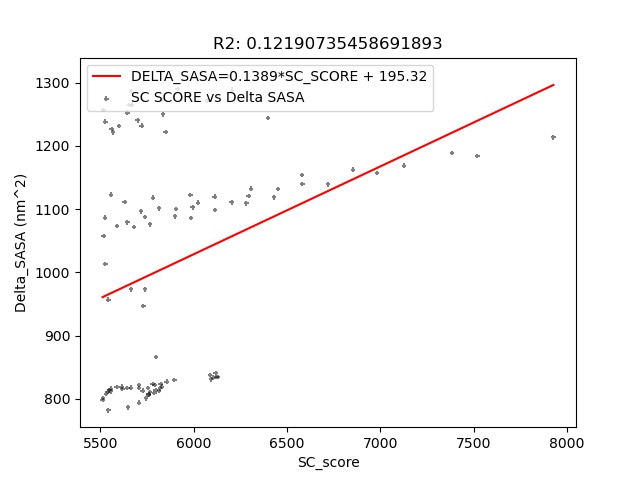 R2: 0.12190735458691893
DELTA_SASA=0.1389*SC_SCORE + 195.32
SC SCORE vs Delta SASA
1300
1200
1100
1000
900
800
Delta_SASA (nm^2)
5500 6000 6500 7000 7500 8000
SC_score